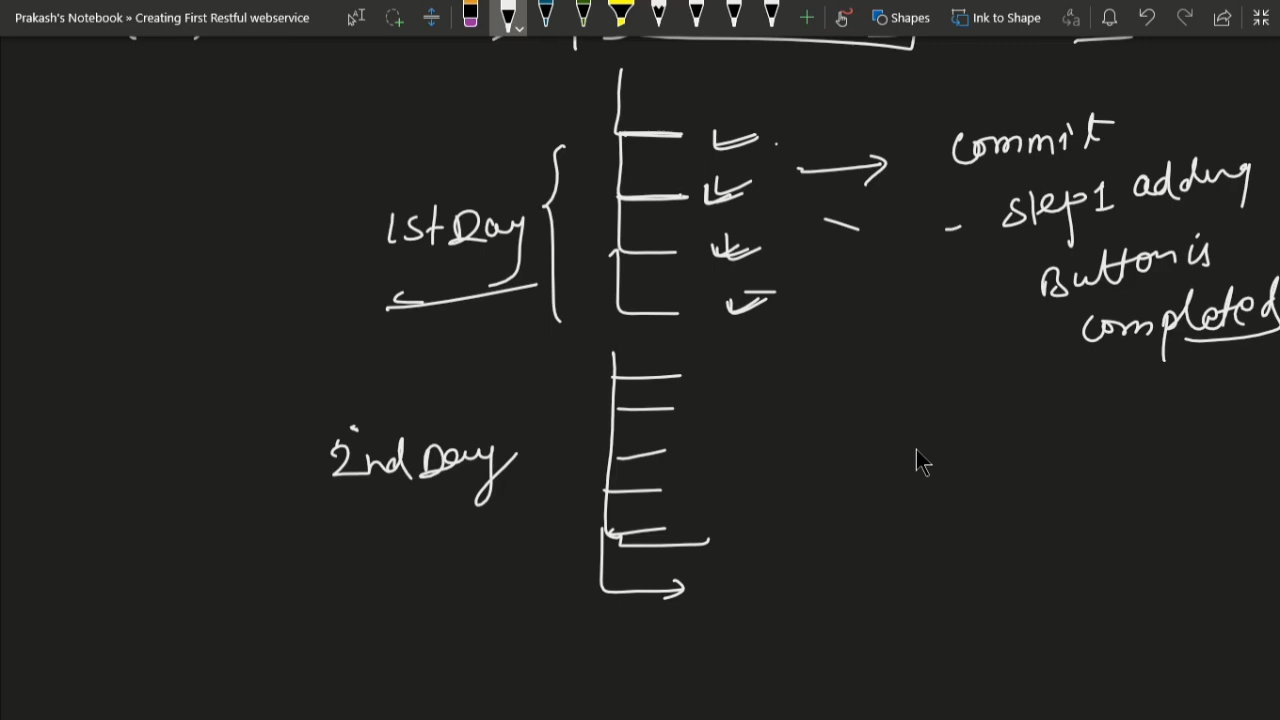 Prakash's Notebook » Creating First Restful webservice
Shapes
Ink to Shape
commit
1st Day
step1 adding
Button is
completed
2nd Day